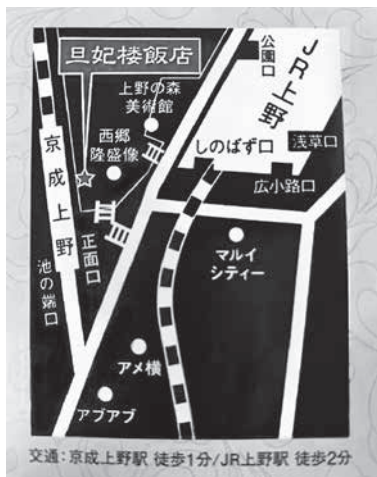 旦妃楼飯店
公園口
JR上野
上野の森
美術館
しのばず口
浅草口
西郷
隆盛像
広小路口
京成上野
正面口
池の端口
マルイ
シティー
アメ横
アブアブ
交通:京成上野駅 徒歩1分/JR上野駅 徒歩2分